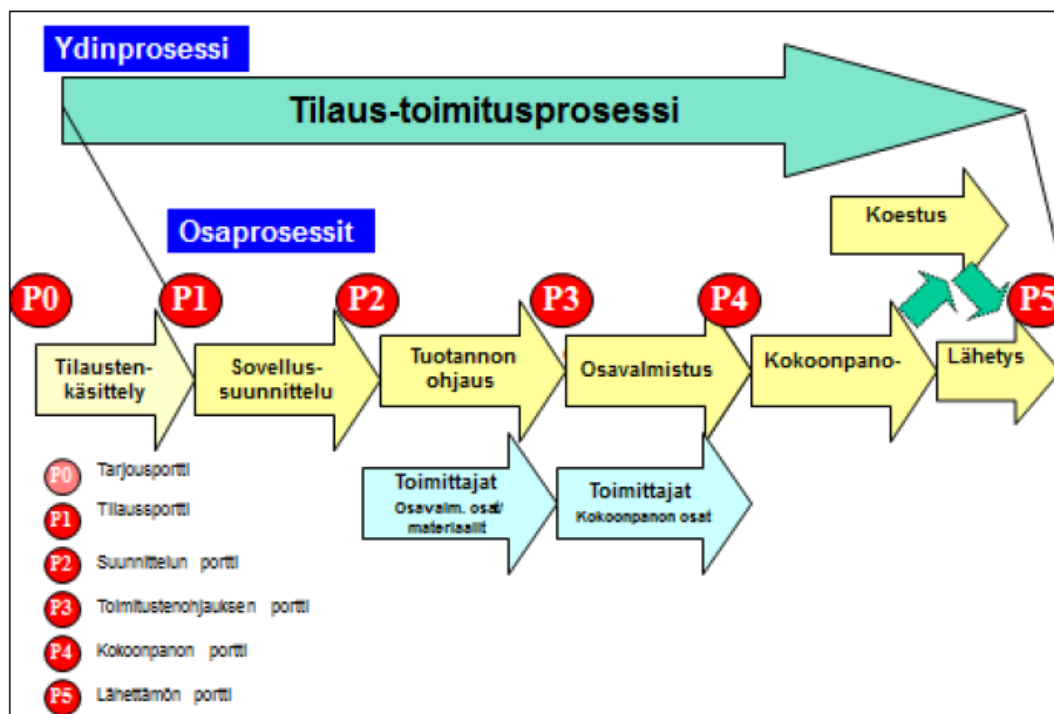 Ydinprosessi
Tilaus-toimitusprosessi
Koestus
Osaprosessit
P0
P1
P2
P3
P4
P5
Tilausten-
käsittely
Sovellus-
suunnittelu
Tuotannon
ohjaus
Osavalmistus
Kokoonpano-
Lähetys
Toimittajat
Osavalm. osat/
materiaalit
Toimittajat
Kokoonpanon osat
P0 Tarjousportti
P1 Tilaussportti
P2 Suunnittelun portti
P3 Toimitustenohjauksen portti
P4 Kokoonpanon portti
P5 Lähettämön portti